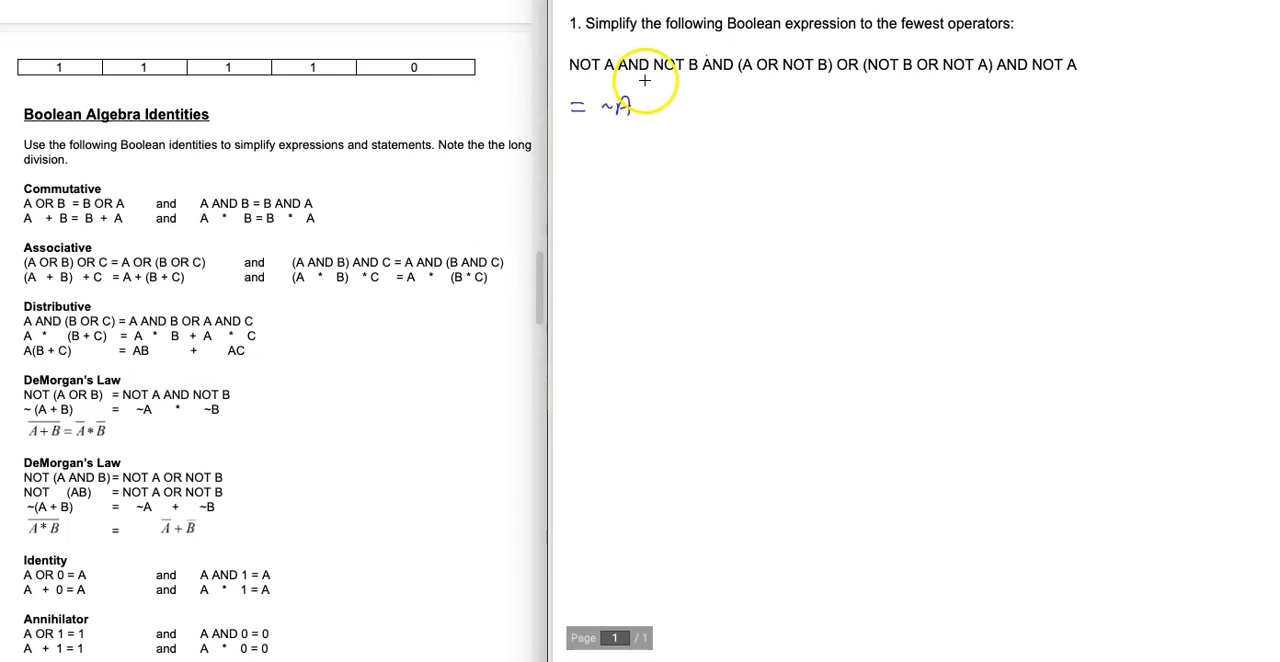 1 1 1 1 0
Boolean Algebra Identities
Use the following Boolean identities to simplify expressions and statements. Note the the long
division.
Commutative
A OR B = B OR A and A AND B = B AND A
A + B = B + A and A * B = B * A
Associative
(A OR B) OR C = A OR (B OR C) and (A AND B) AND C = A AND (B AND C)
(A + B) + C = A + (B + C) and (A * B) * C = A * (B * C)
Distributive
A AND (B OR C) = A AND B OR A AND C
A * (B + C) = A * B + A * C
A(B + C) = AB + AC
DeMorgan's Law
NOT (A OR B) = NOT A AND NOT B
~ (A + B) = ~A * ~B
A̅ ̅+̅ ̅B̅ = A̅ * B̅
DeMorgan's Law
NOT (A AND B) = NOT A OR NOT B
NOT (AB) = NOT A OR NOT B
~(A + B) = ~A + ~B
A̅ ̅*̅ ̅B̅ = A̅ + B̅
Identity
A OR 0 = A and A AND 1 = A
A + 0 = A and A * 1 = A
Annihilator
A OR 1 = 1 and A AND 0 = 0
A + 1 = 1 and A * 0 = 0
1. Simplify the following Boolean expression to the fewest operators:
NOT A AND NOT B AND (A OR NOT B) OR (NOT B OR NOT A) AND NOT A
= ~A
Page 1 / 1